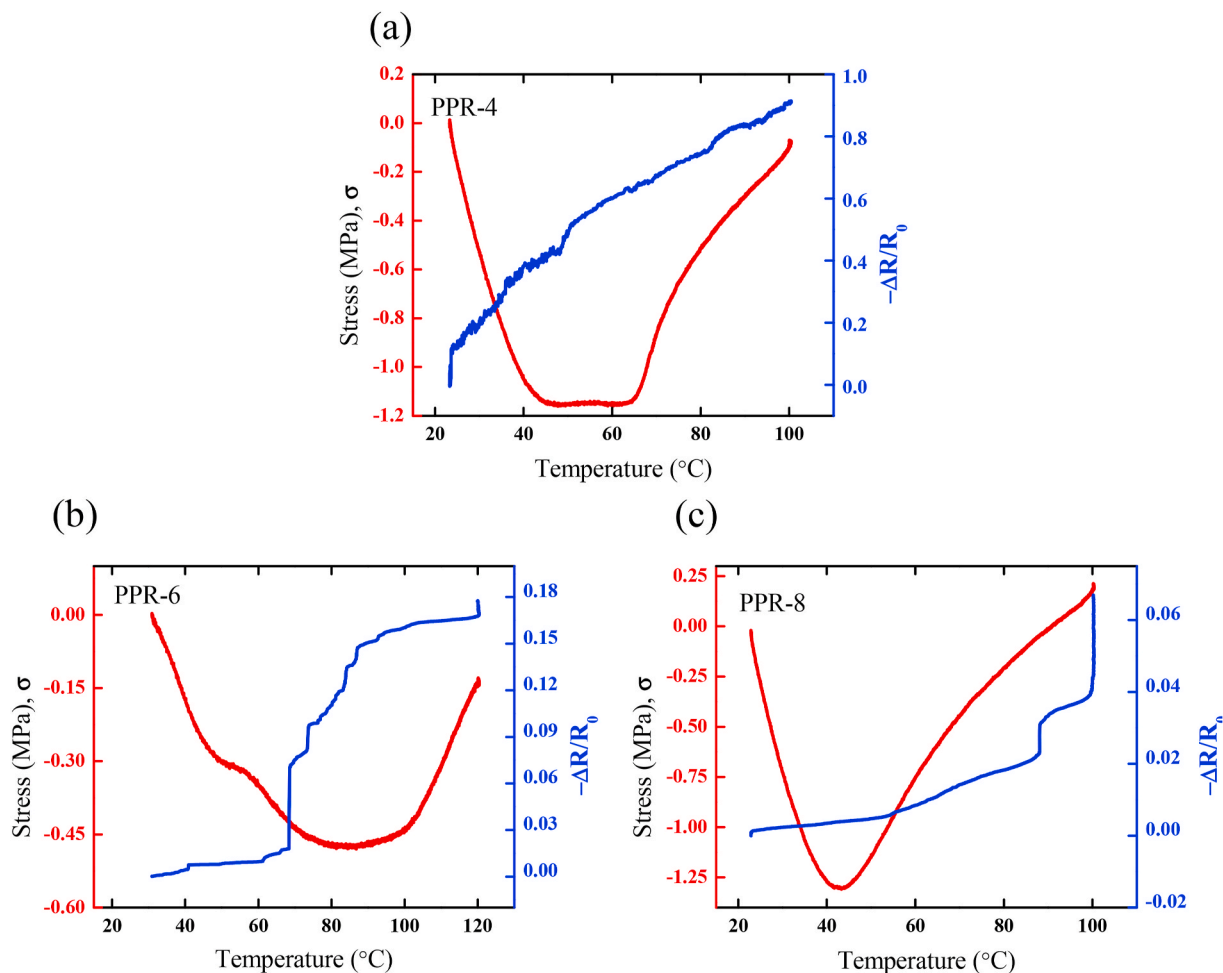 (a)
PPR-4
0.2
0.0
-0.2
-0.4
-0.6
-0.8
-1.0
-1.2
Stress (MPa), σ
1.0
0.8
0.6
0.4
0.2
0.0
−ΔR/R0
20 40 60 80 100
Temperature (°C)
(b)
PPR-6
0.00
-0.15
-0.30
-0.45
-0.60
Stress (MPa), σ
0.18
0.15
0.12
0.09
0.06
0.03
0.00
−ΔR/R0
20 40 60 80 100 120
Temperature (°C)
(c)
PPR-8
0.25
0.00
-0.25
-0.50
-0.75
-1.00
-1.25
Stress (MPa), σ
0.06
0.04
0.02
0.00
-0.02
−ΔR/R0
20 40 60 80 100
Temperature (°C)